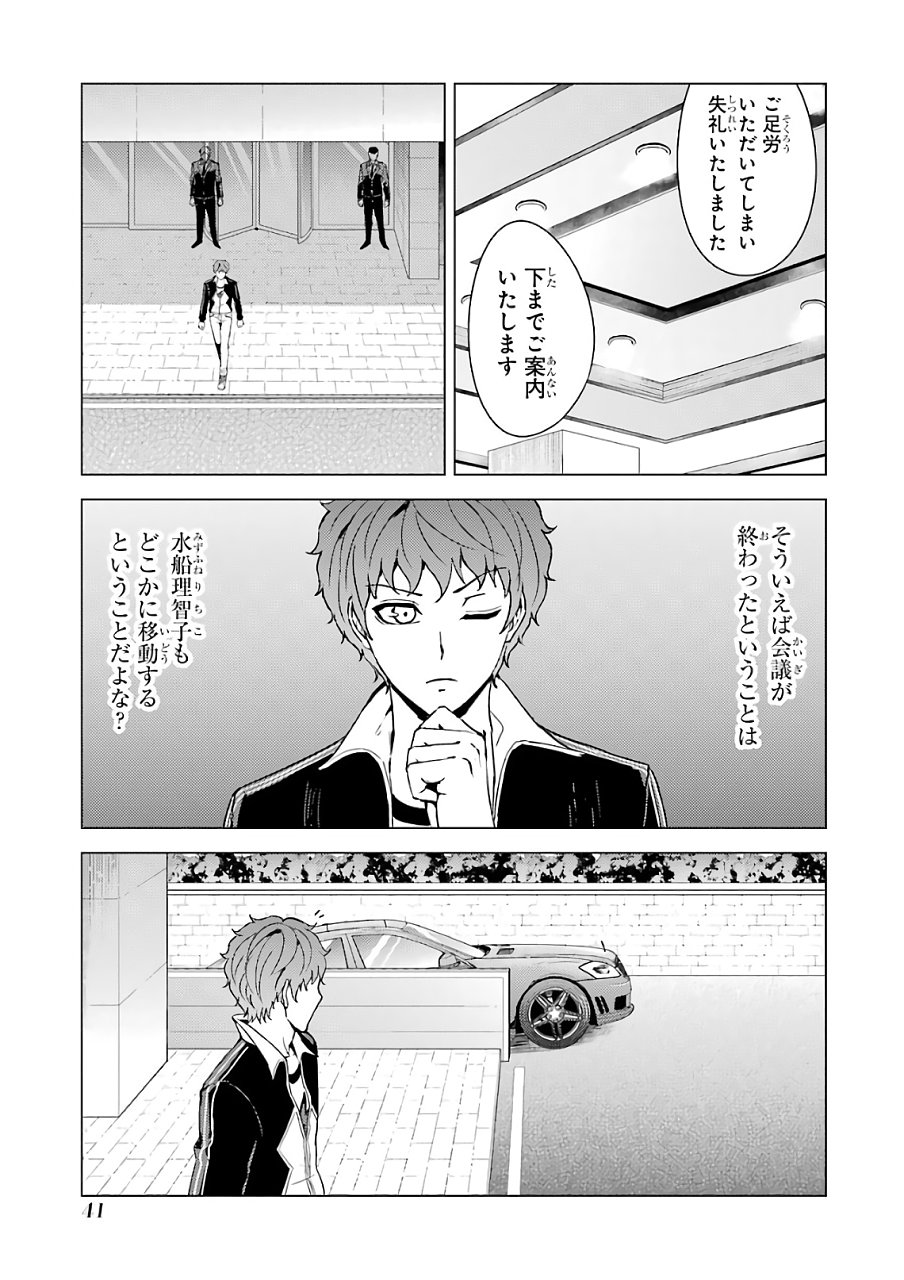 ご足労
いただいてしまい
失礼いたしました
下までご案内
いたします
そういえば会議が
終わったということは
水船理智子も
どこかに移動する
ということだよな?
41